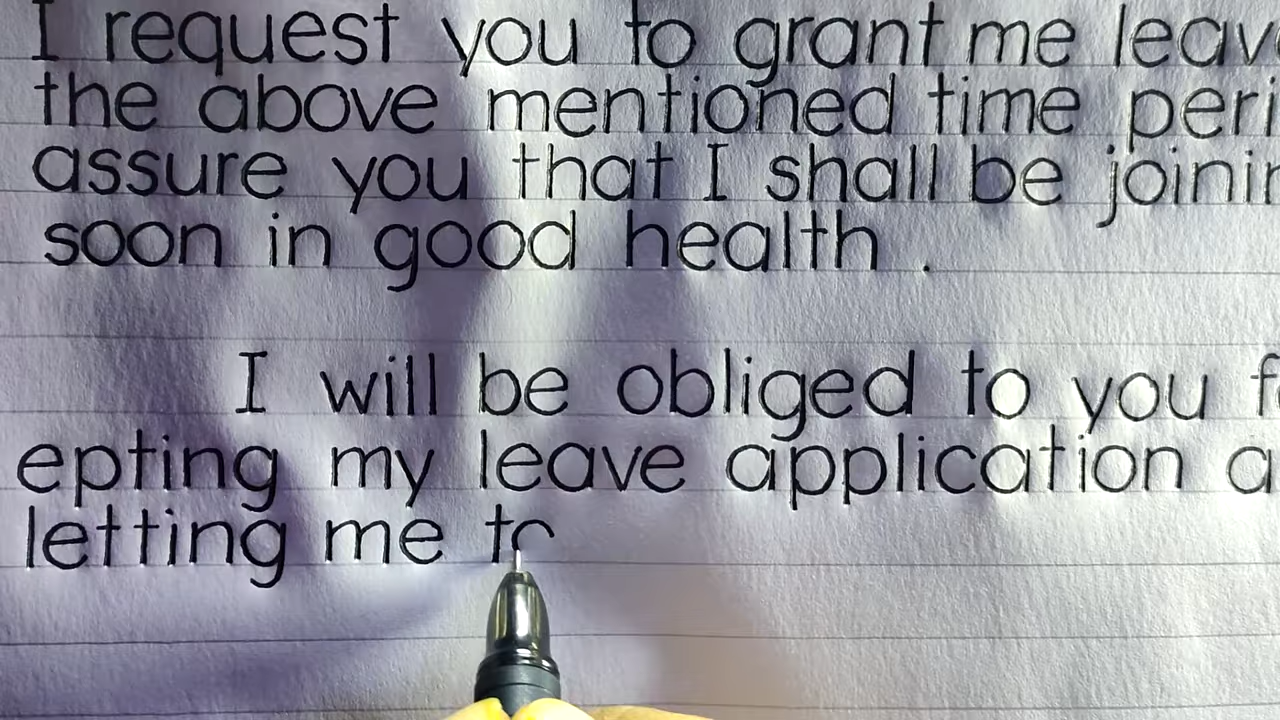 I request you to grant me leav
the above mentioned time peri
assure you that I shall be joinin
soon in good health .
I will be obliged to you f
epting my leave application a
letting me to